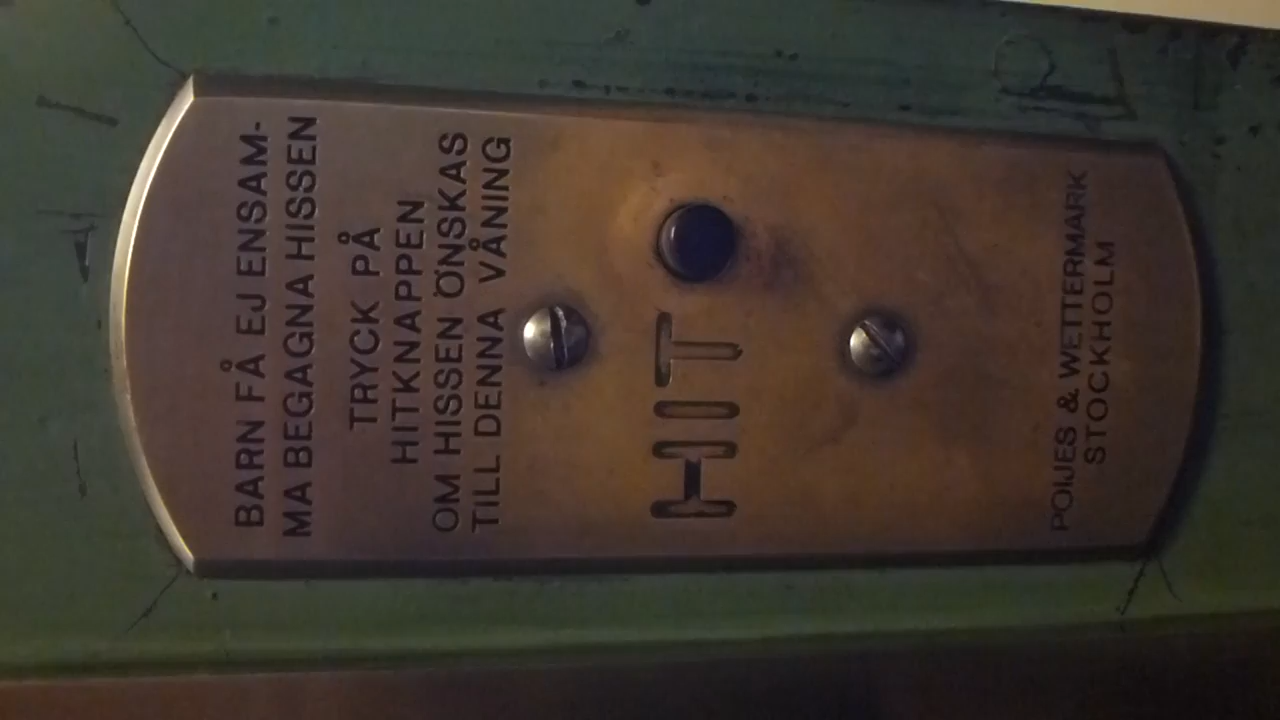 BARN FÅ EJ ENSAM-
MA BEGAGNA HISSEN
TRYCK PÅ
HITKNAPPEN
OM HISSEN ÖNSKAS
TILL DENNA VÅNING
HIT
POIJES & WETTERMARK
STOCKHOLM